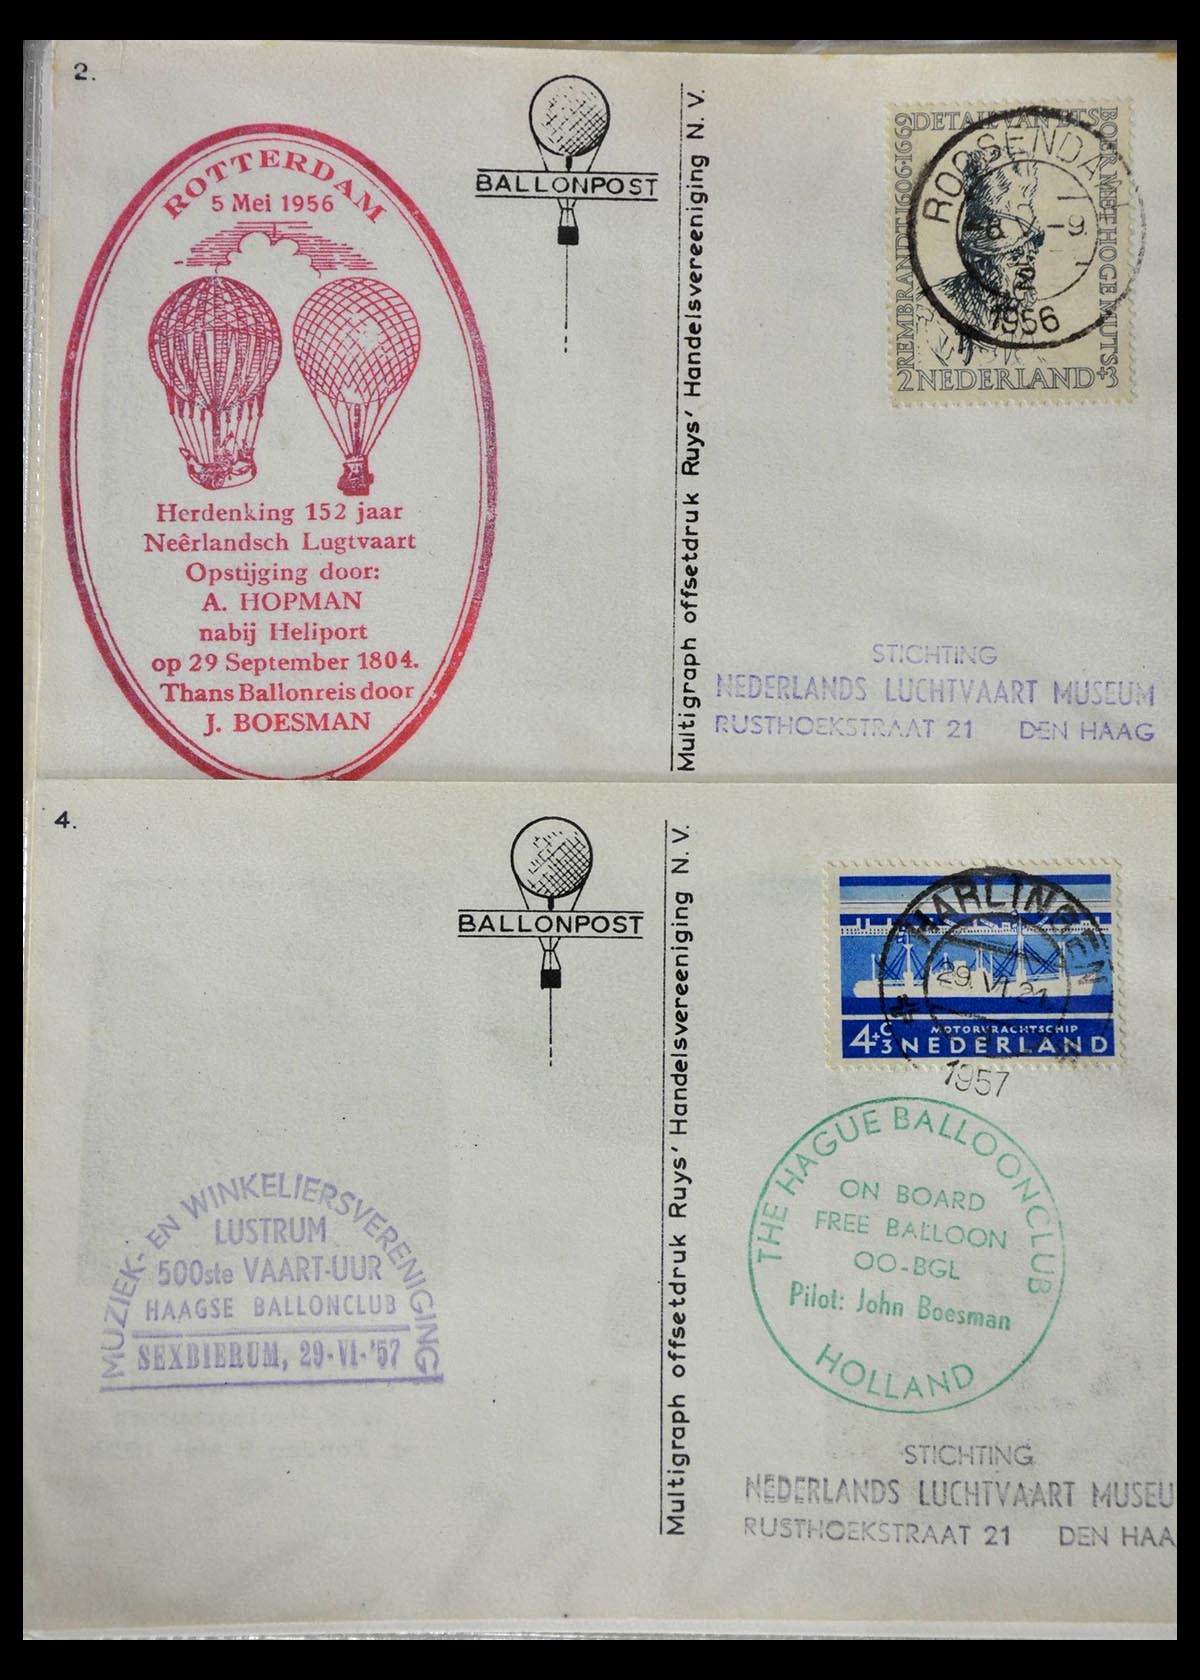 2.
ROTTERDAM
5 Mei 1956
Herdenking 152 jaar
Neêrlandsch Lugtvaart
Opstijging door:
A. HOPMAN
nabij Heliport
op 29 September 1804.
Thans Ballonreis door
J. BOESMAN
BALLONPOST
Multigraph offsetdruk Ruys' Handelsvereeniging N.V.
REMBRANDT 1606-1669
DETAIL VAN ETS
BOER MET HOGE MUTS
2 NEDERLAND +3
ROOSENDAAL
1956
STICHTING
NEDERLANDS LUCHTVAART MUSEUM
RUSTHOEKSTRAAT 21 DEN HAAG
4.
BALLONPOST
Multigraph offsetdruk Ruys' Handelsvereeniging N.V.
HARLINGEN
29.VI.21
1957
4+3 C
MOTORVRACHTSCHIP
NEDERLAND
MUZIEK- EN WINKELIERSVERENIGING
LUSTRUM
500ste VAART-UUR
HAAGSE BALLONCLUB
SEXBIERUM, 29-VI-'57
THE HAGUE BALLOONCLUB
ON BOARD
FREE BALLOON
OO-BGL
Pilot: John Boesman
HOLLAND
STICHTING
NEDERLANDS LUCHTVAART MUSEU
RUSTHOEKSTRAAT 21 DEN HAA